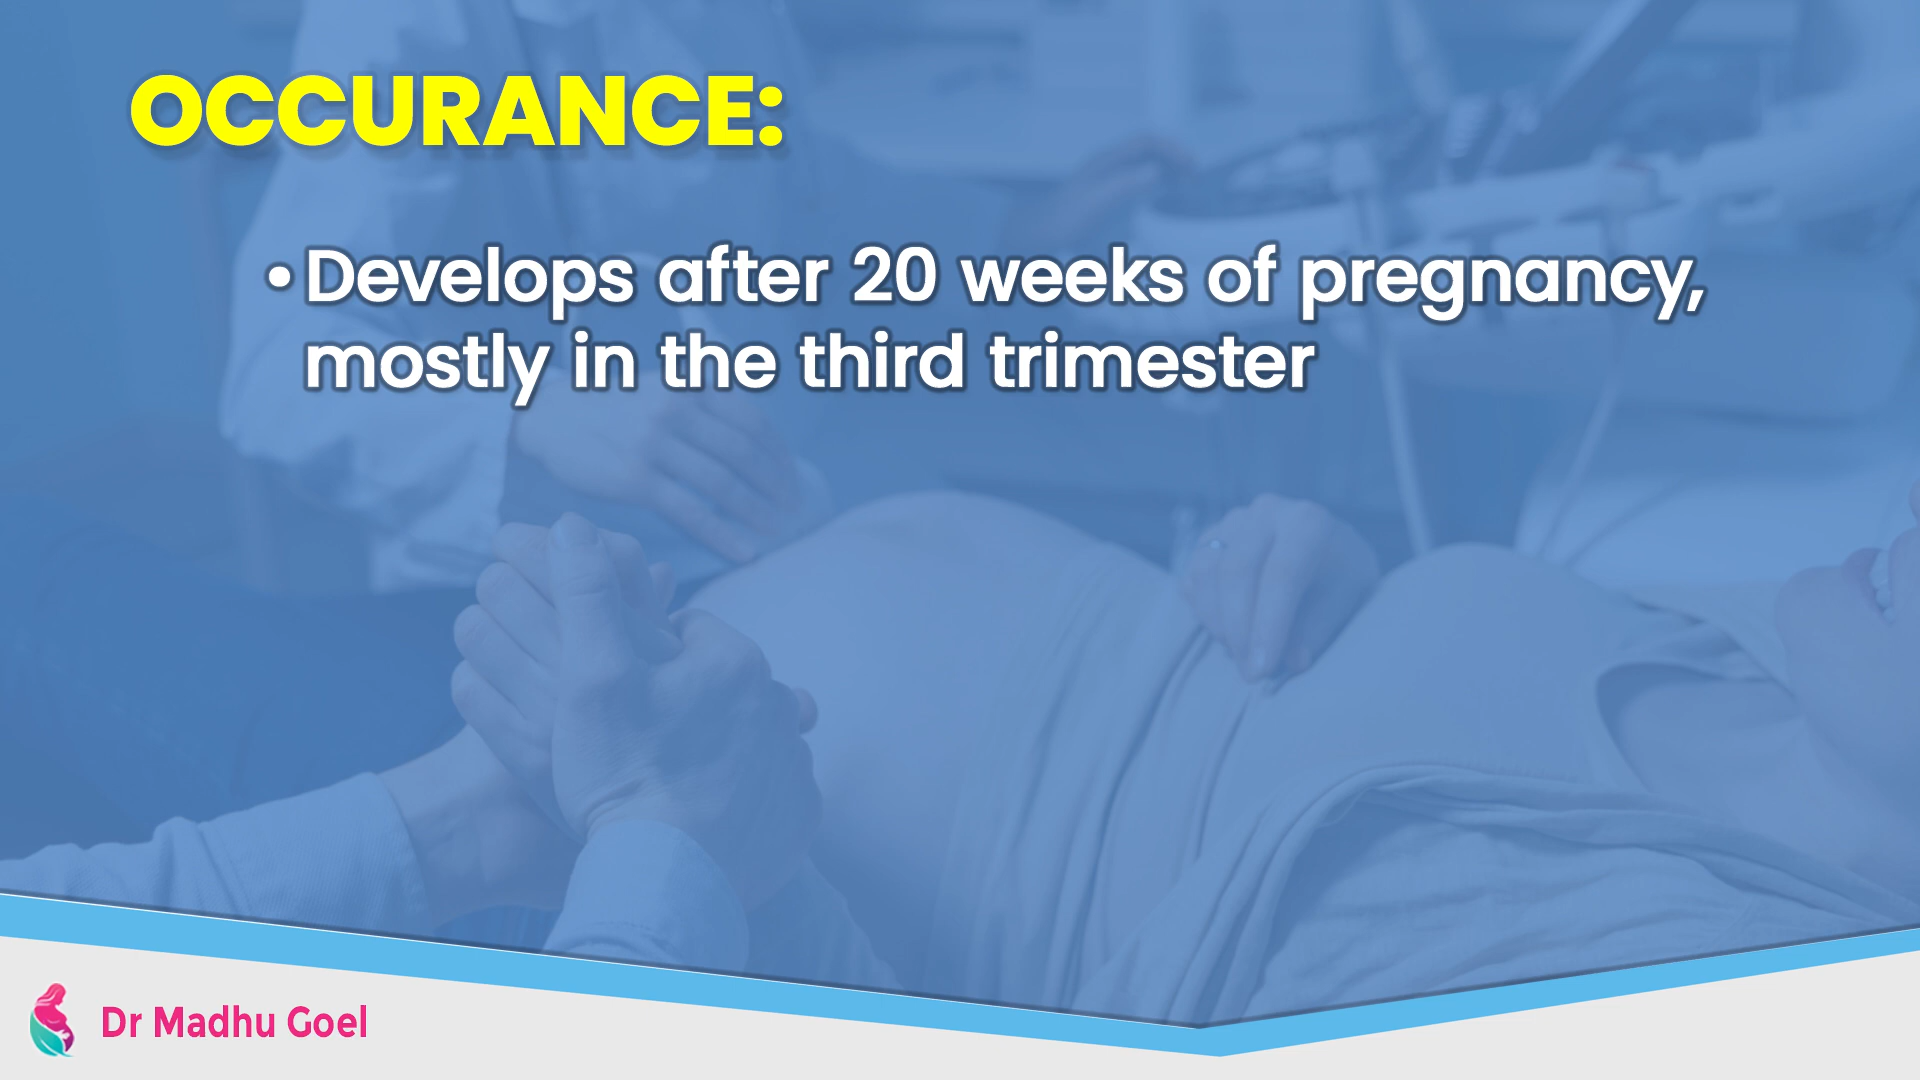 OCCURANCE:
• Develops after 20 weeks of pregnancy,
mostly in the third trimester
Dr Madhu Goel